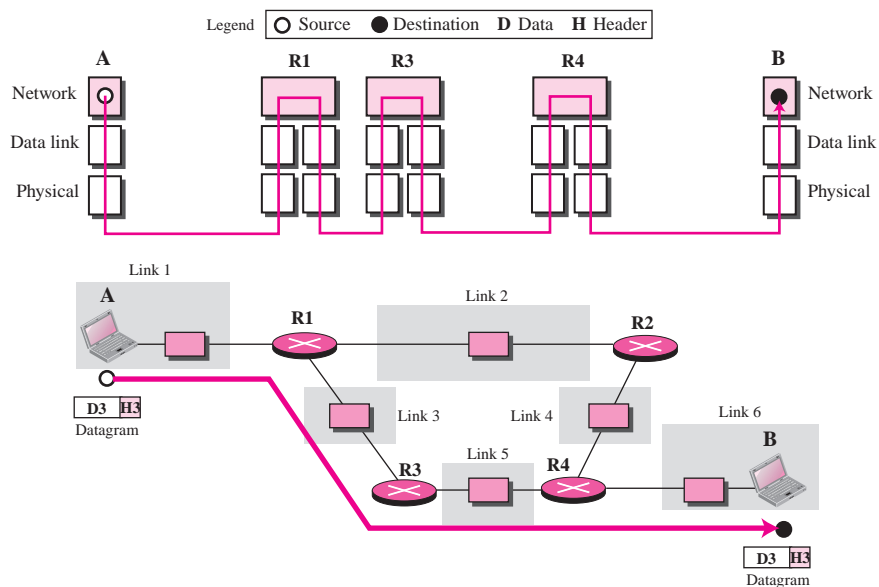 Legend Source Destination D Data H Header
A R1 R3 R4 B
Network Network
Data link Data link
Physical Physical
Link 1
Link 2
A
R1
R2
D3 H3
Datagram
Link 3
Link 4
Link 6
Link 5
B
R3
R4
D3 H3
Datagram